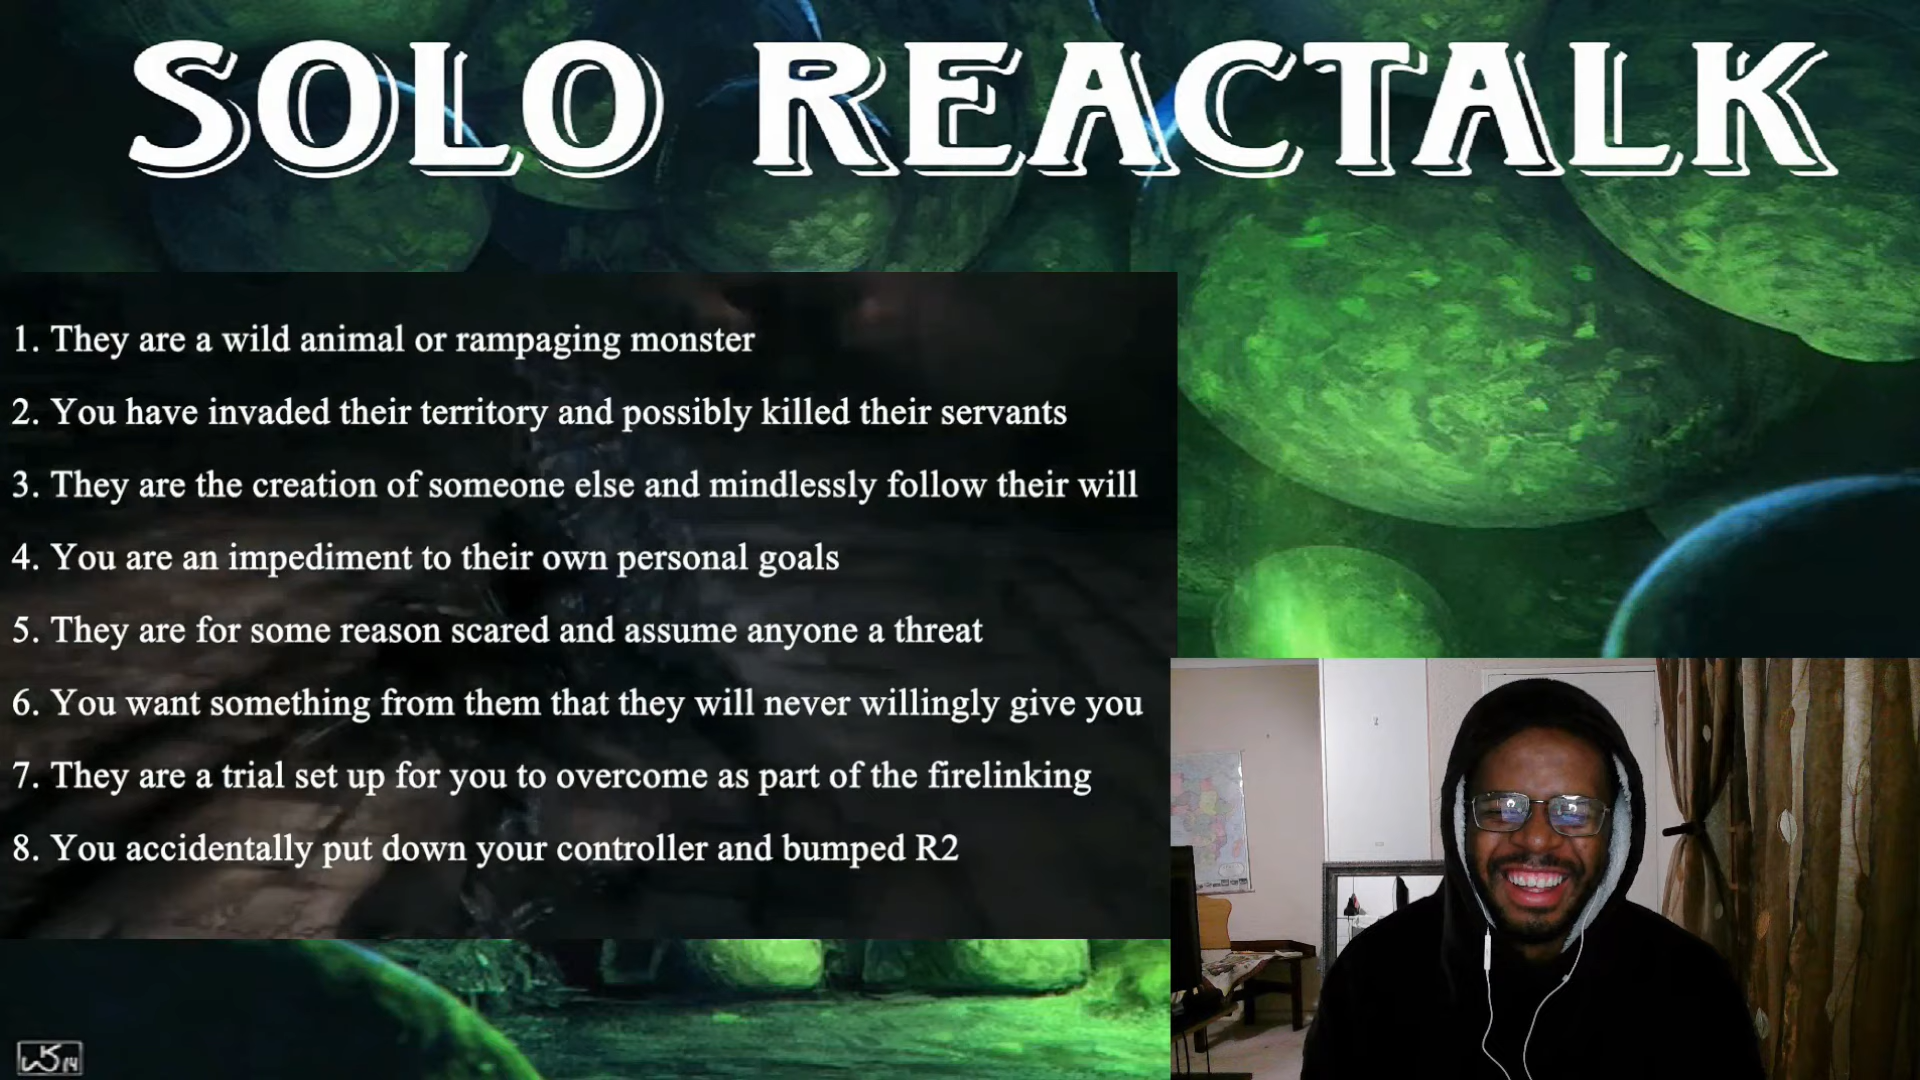 SOLO REACTALK
1. They are a wild animal or rampaging monster
2. You have invaded their territory and possibly killed their servants
3. They are the creation of someone else and mindlessly follow their will
4. You are an impediment to their own personal goals
5. They are for some reason scared and assume anyone a threat
6. You want something from them that they will never willingly give you
7. They are a trial set up for you to overcome as part of the firelinking
8. You accidentally put down your controller and bumped R2